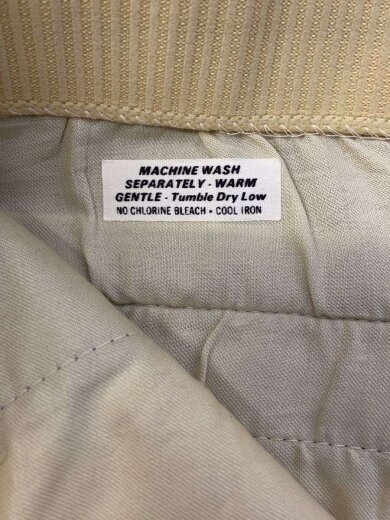 MACHINE WASH
SEPARATELY - WARM
GENTLE - Tumble Dry Low
NO CHLORINE BLEACH • COOL IRON